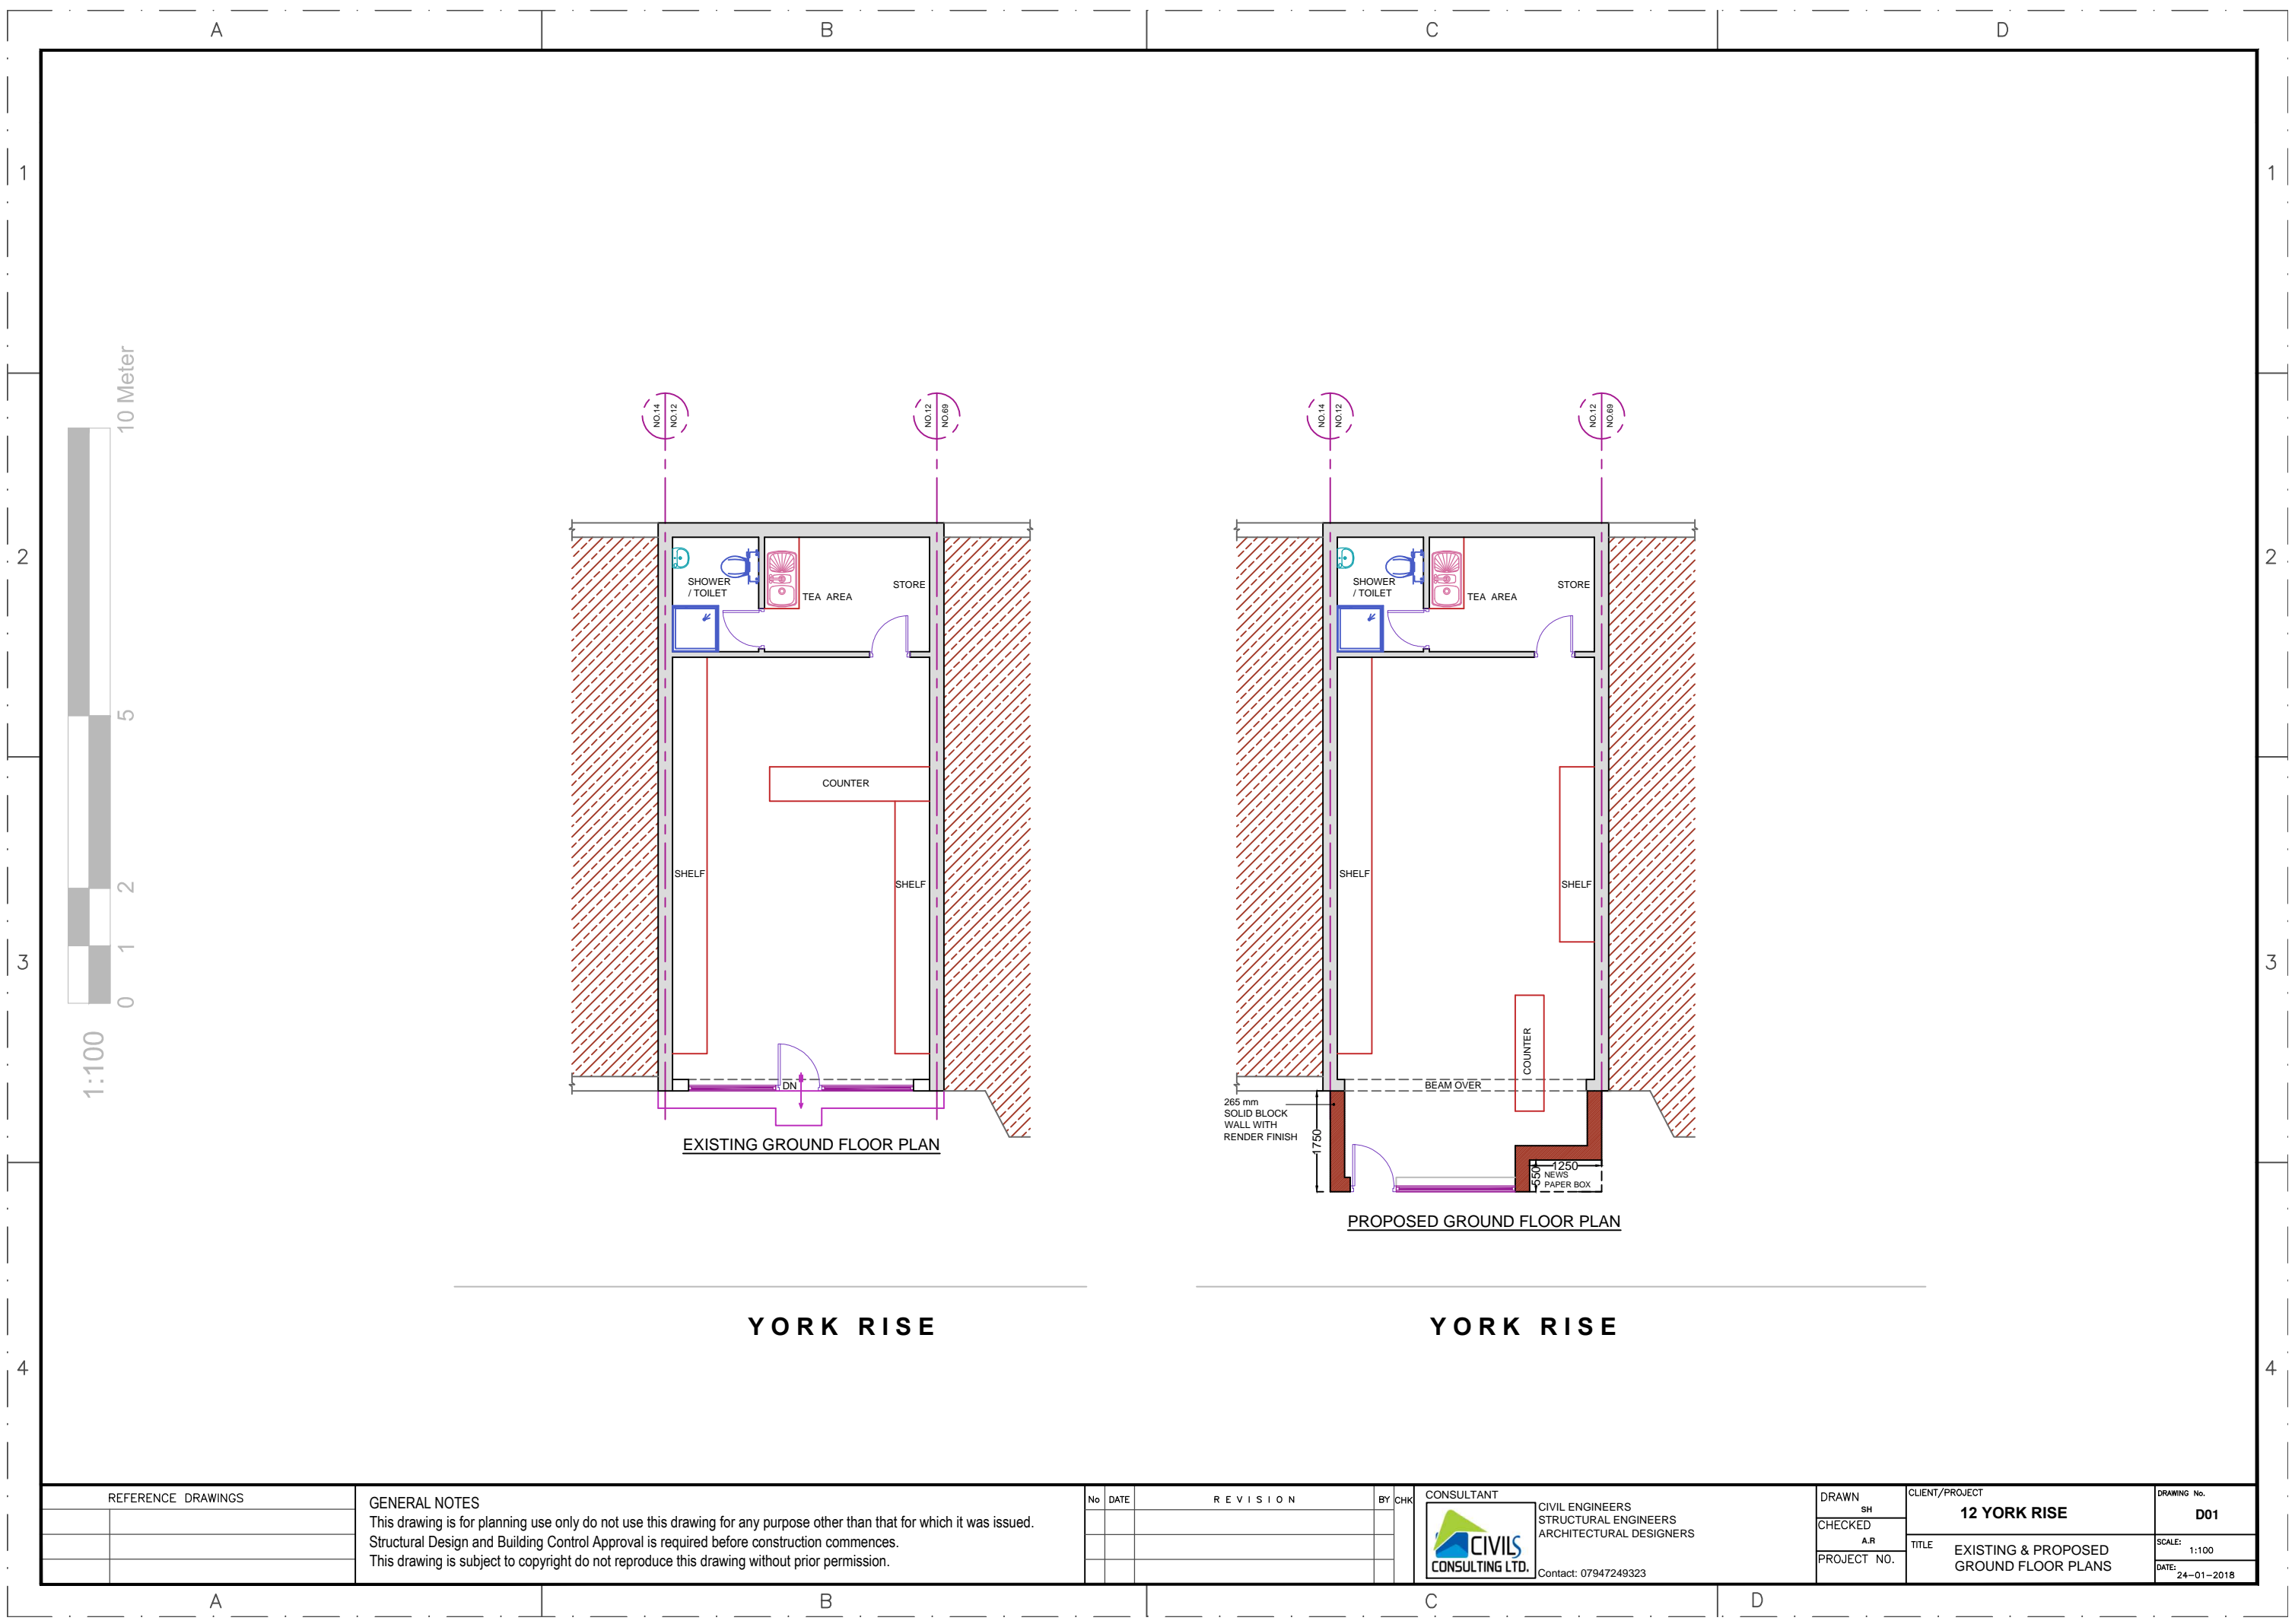 A
B
C
D
1
1
2
2
3
3
4
4
10 Meter
5
2
1
0
1:100
NO.14
NO.12
NO.12
NO.69
SHOWER
/ TOILET
TEA AREA
STORE
COUNTER
SHELF
SHELF
DN
EXISTING GROUND FLOOR PLAN
YORK RISE
NO.14
NO.12
NO.12
NO.69
SHOWER
/ TOILET
TEA AREA
STORE
SHELF
SHELF
COUNTER
BEAM OVER
265 mm
SOLID BLOCK
WALL WITH
RENDER FINISH
1750
1250
550
NEWS
PAPER BOX
PROPOSED GROUND FLOOR PLAN
YORK RISE
REFERENCE DRAWINGS
GENERAL NOTES
This drawing is for planning use only do not use this drawing for any purpose other than that for which it was issued.
Structural Design and Building Control Approval is required before construction commences.
This drawing is subject to copyright do not reproduce this drawing without prior permission.
No DATE REVISION BY CHK
CONSULTANT
CIVILS
CONSULTING LTD.
CIVIL ENGINEERS
STRUCTURAL ENGINEERS
ARCHITECTURAL DESIGNERS
Contact: 07947249323
DRAWN
SH
CHECKED
A.R
PROJECT NO.
CLIENT/PROJECT
12 YORK RISE
TITLE
EXISTING & PROPOSED
GROUND FLOOR PLANS
DRAWING No.
D01
SCALE:
1:100
DATE:
24-01-2018
A
B
C
D